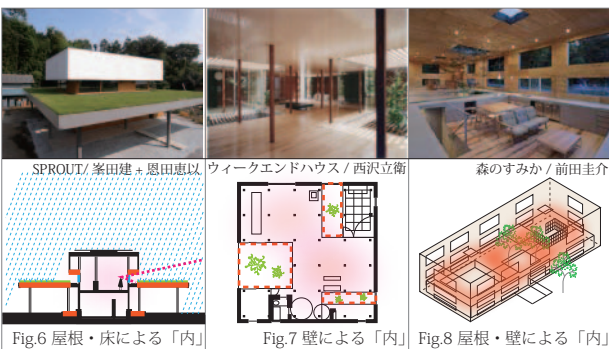 SPROUT/ 峯田建 + 恩田恵以
ウィークエンドハウス / 西沢立衛
森のすみか / 前田圭介
Fig.6 屋根・床による「内」
Fig.7 壁による「内」
Fig.8 屋根・壁による「内」